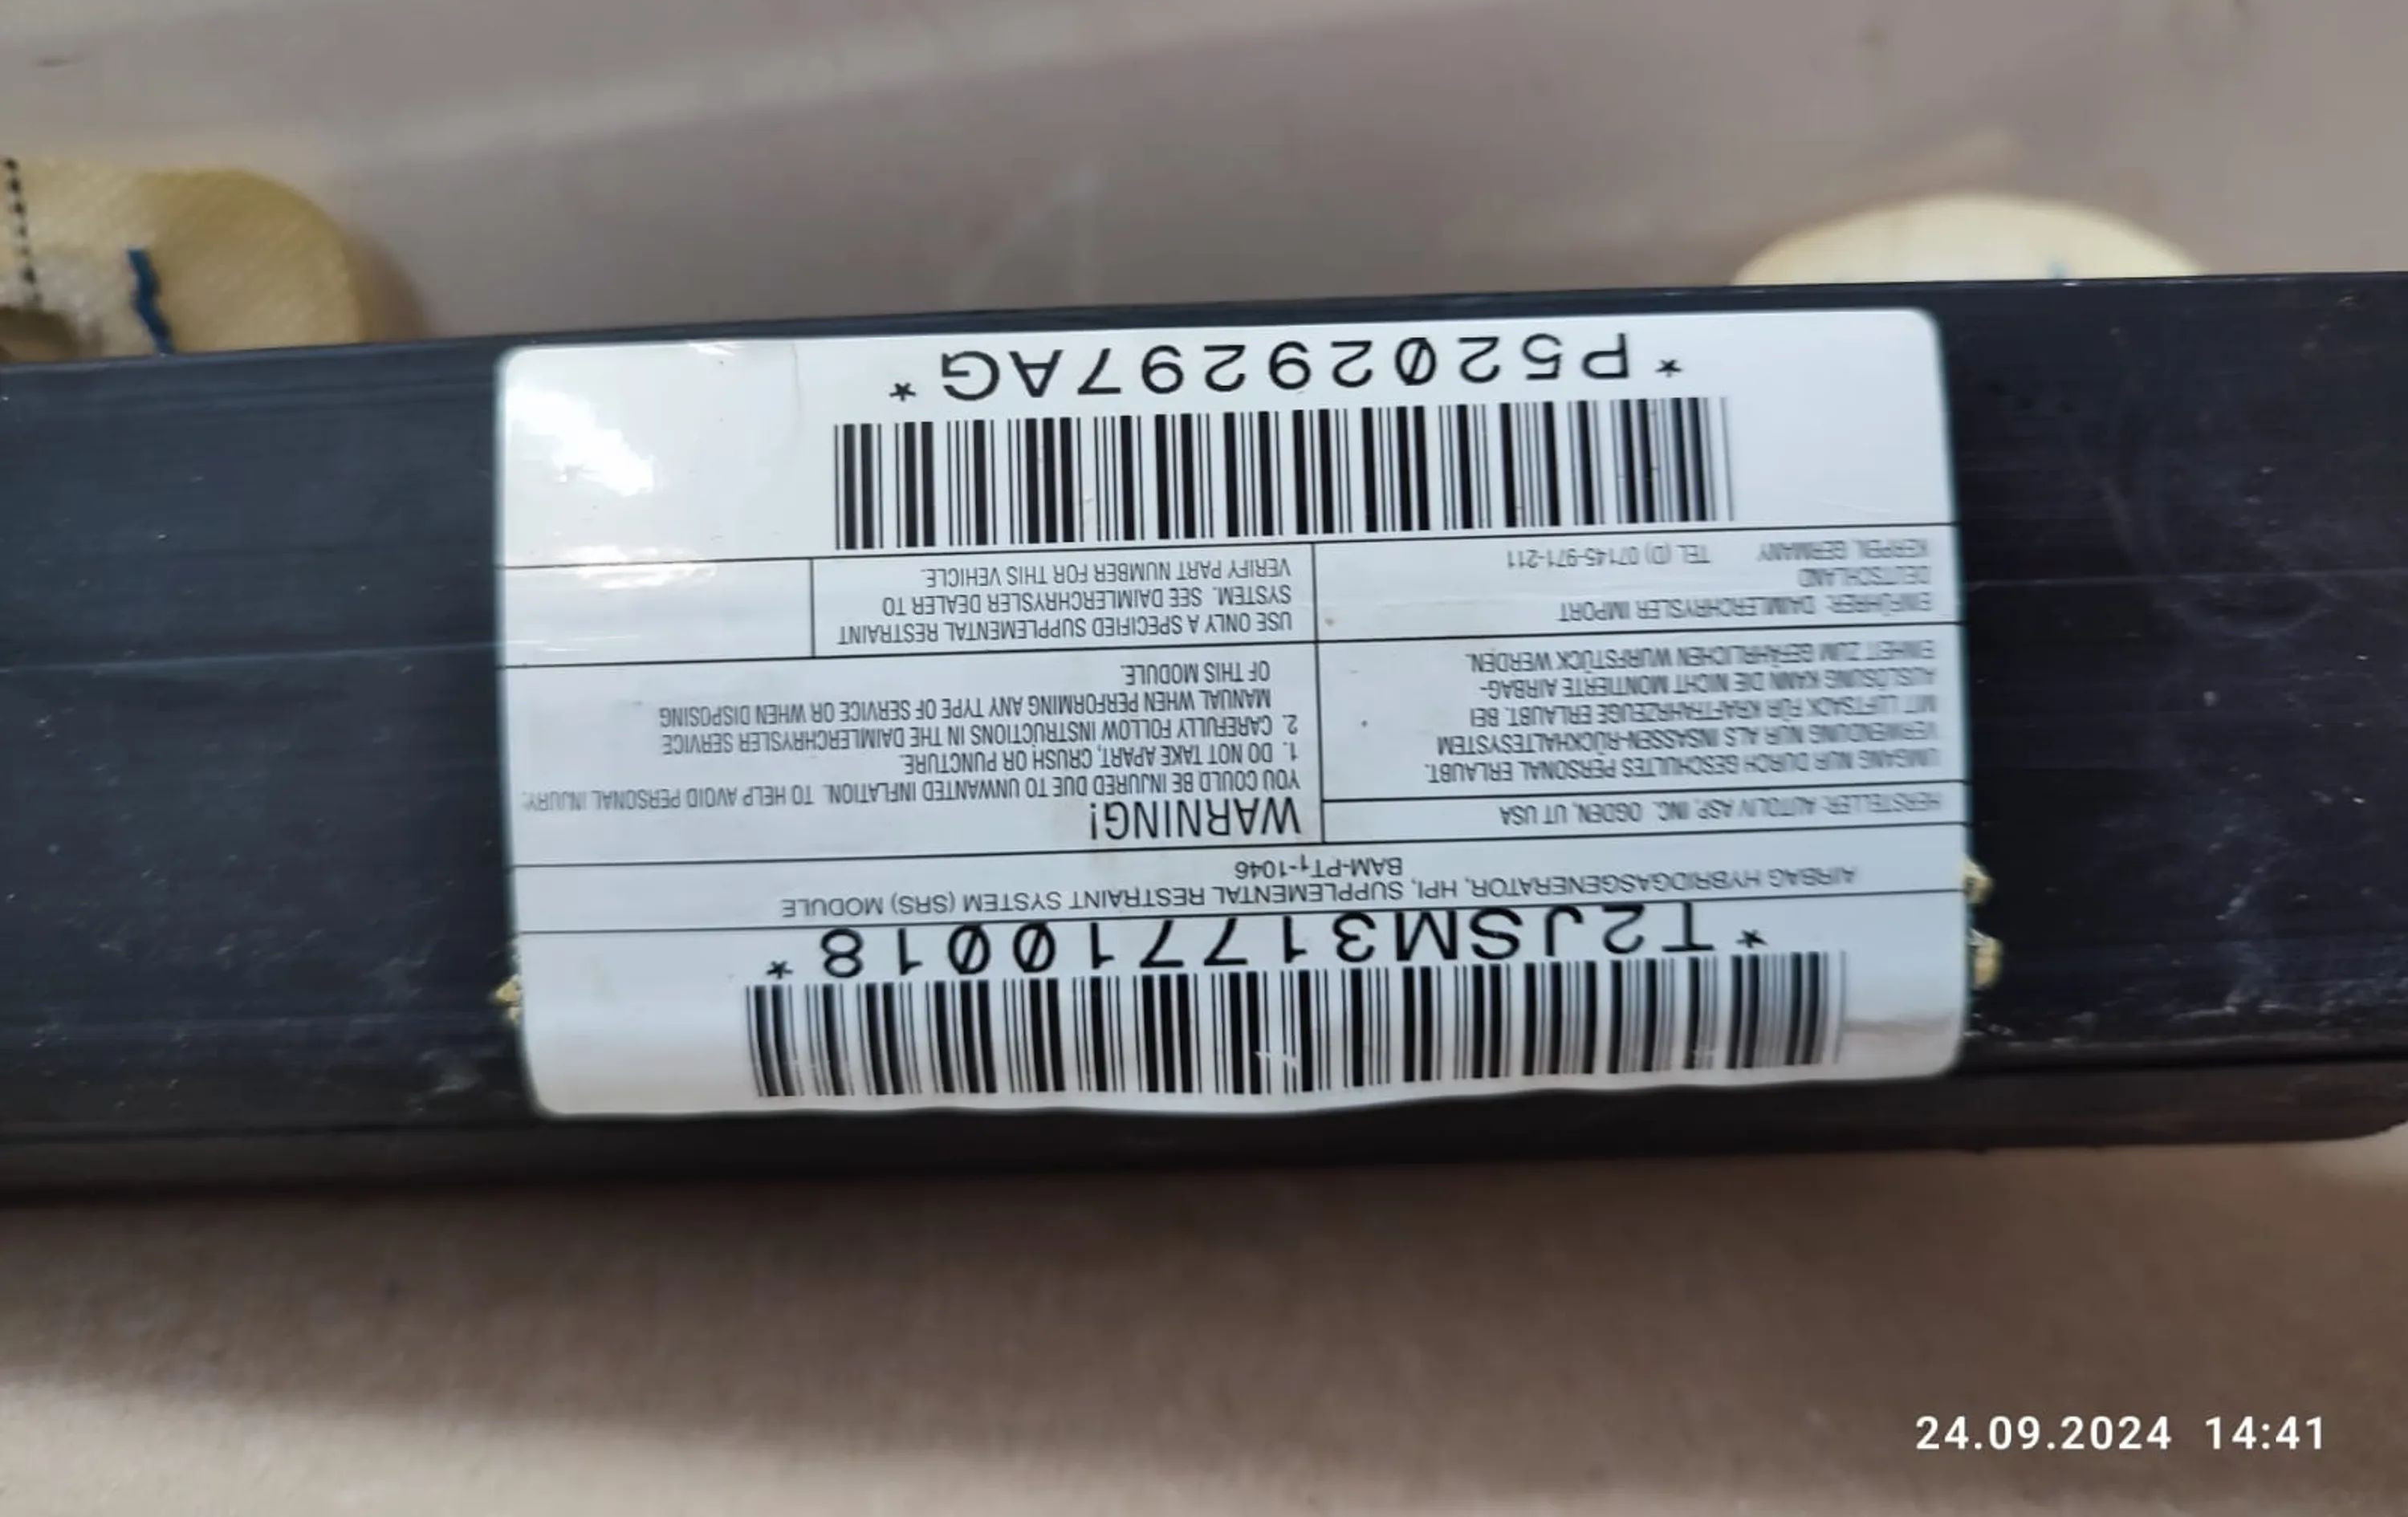 *T2JSM317710018*
AIRBAG HYBRIDGASGENERATOR, HPI, SUPPLEMENTAL RESTRAINT SYSTEM (SRS) MODULE
BAM-PT₁-1046
HERSTELLER: AUTOLIV ASP, INC. OGDEN, UT USA
UMGANG NUR DURCH GESCHULTES PERSONAL ERLAUBT.
VERWENDUNG NUR ALS INSASSEN-RÜCKHALTESYSTEM
MIT LUFTSACK FÜR KRAFTFAHRZEUGE ERLAUBT. BEI
AUSLÖSUNG KANN DIE NICHT MONTIERTE AIRBAG-
EINHEIT ZUM GEFÄHRLICHEN WURFSTÜCK WERDEN.
EINFÜHRER: DAIMLERCHRYSLER IMPORT
DEUTSCHLAND
KERPEN, GERMANY TEL (D) 07145-971-211
WARNING!
YOU COULD BE INJURED DUE TO UNWANTED INFLATION. TO HELP AVOID PERSONAL INJURY:
1. DO NOT TAKE APART, CRUSH OR PUNCTURE.
2. CAREFULLY FOLLOW INSTRUCTIONS IN THE DAIMLERCHRYSLER SERVICE
MANUAL WHEN PERFORMING ANY TYPE OF SERVICE OR WHEN DISPOSING
OF THIS MODULE.
USE ONLY A SPECIFIED SUPPLEMENTAL RESTRAINT
SYSTEM. SEE DAIMLERCHRYSLER DEALER TO
VERIFY PART NUMBER FOR THIS VEHICLE.
*P52029297AG*
24.09.2024 14:41